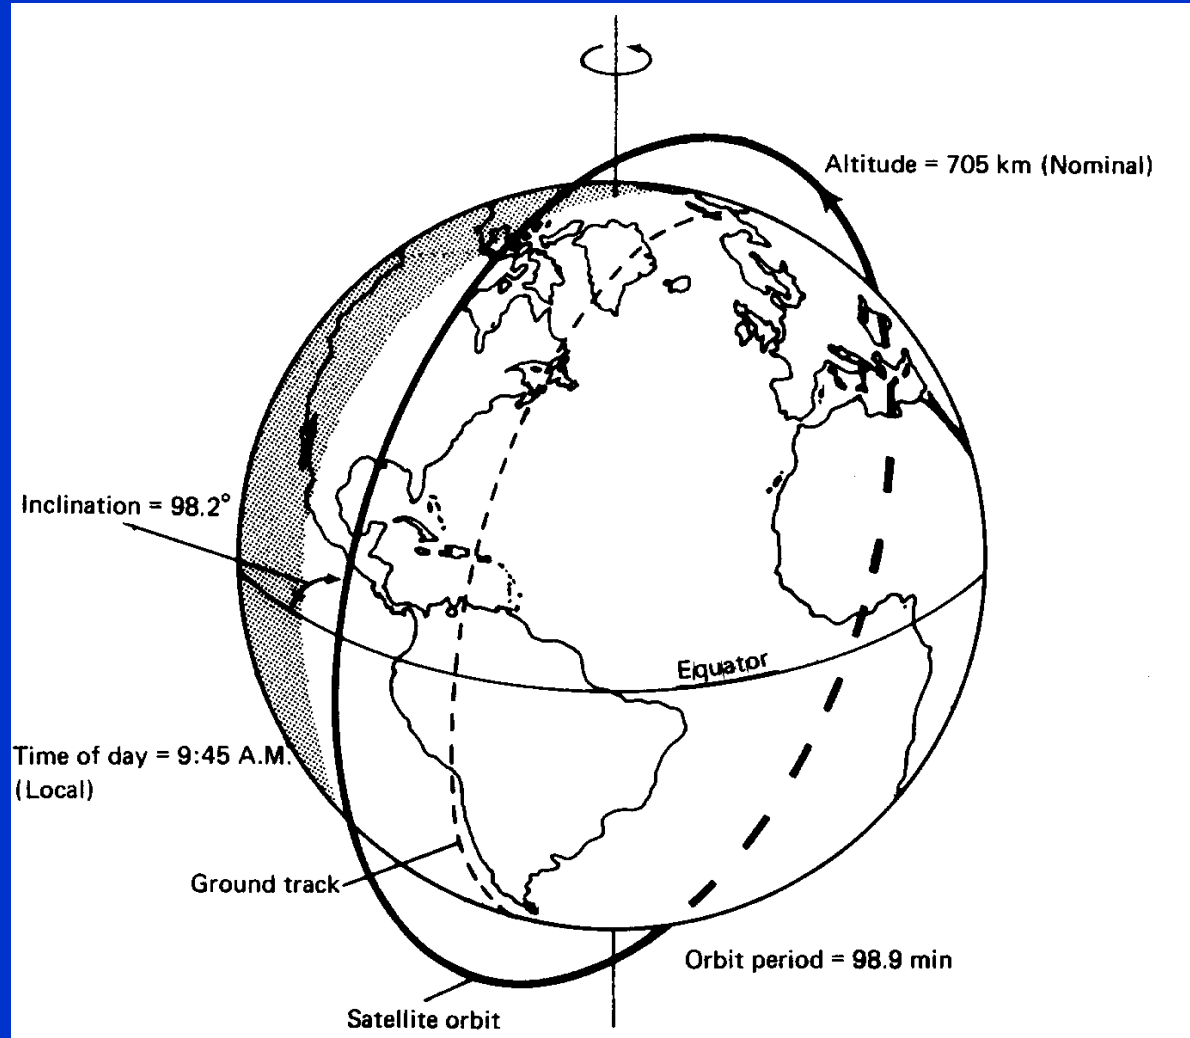 Altitude = 705 km (Nominal)
Inclination = 98.2°
Equator
Time of day = 9:45 A.M.
(Local)
Ground track
Orbit period = 98.9 min
Satellite orbit